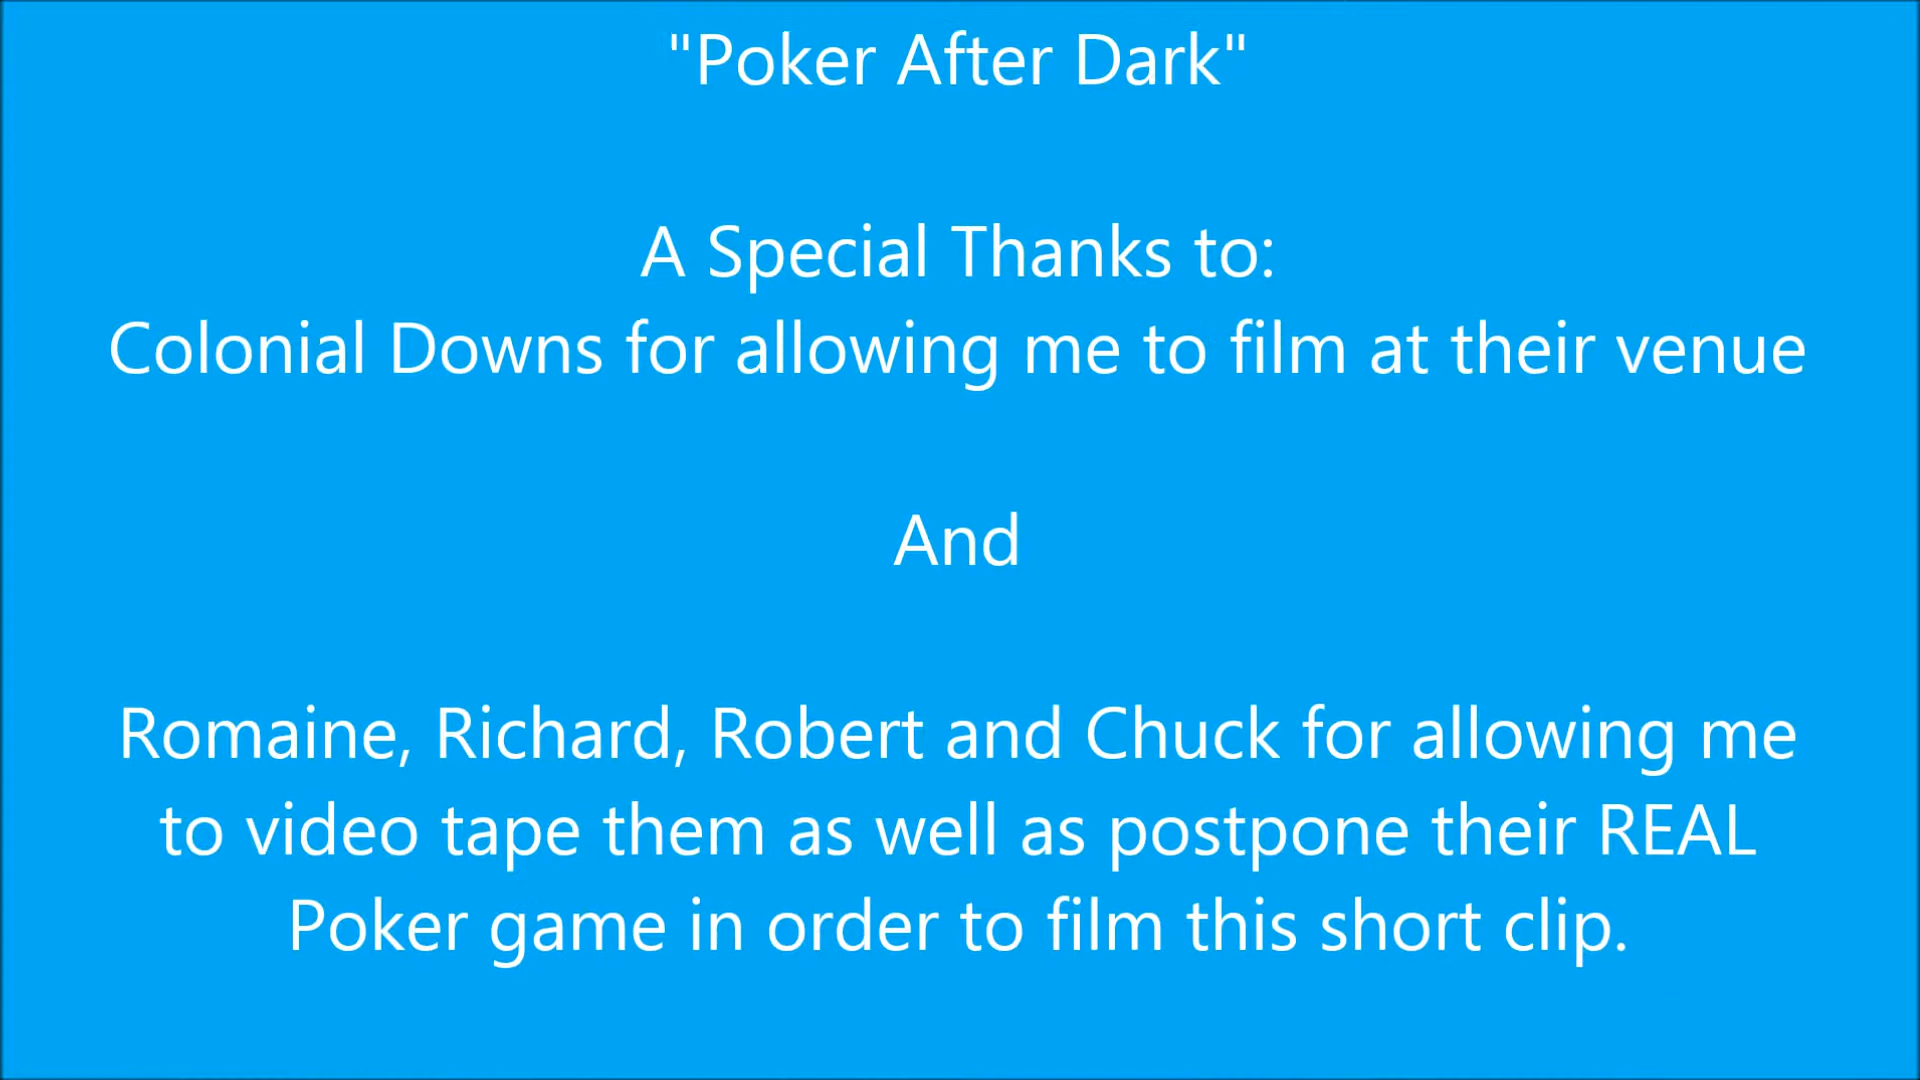 "Poker After Dark"
A Special Thanks to:
Colonial Downs for allowing me to film at their venue
And
Romaine, Richard, Robert and Chuck for allowing me
to video tape them as well as postpone their REAL
Poker game in order to film this short clip.